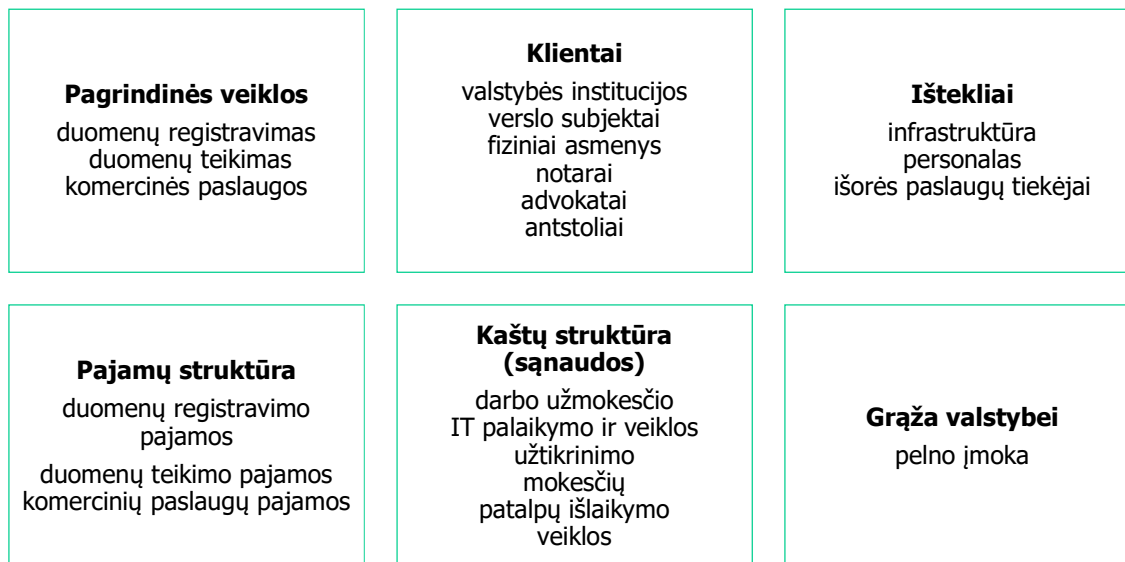 Pagrindinės veiklos
duomenų registravimas
duomenų teikimas
komercinės paslaugos
Klientai
valstybės institucijos
verslo subjektai
fiziniai asmenys
notarai
advokatai
antstoliai
Ištekliai
infrastruktūra
personalas
išorės paslaugų tiekėjai
Pajamų struktūra
duomenų registravimo
pajamos
duomenų teikimo pajamos
komercinių paslaugų pajamos
Kaštų struktūra
(sąnaudos)
darbo užmokesčio
IT palaikymo ir veiklos
užtikrinimo
mokesčių
patalpų išlaikymo
veiklos
Grąža valstybei
pelno įmoka